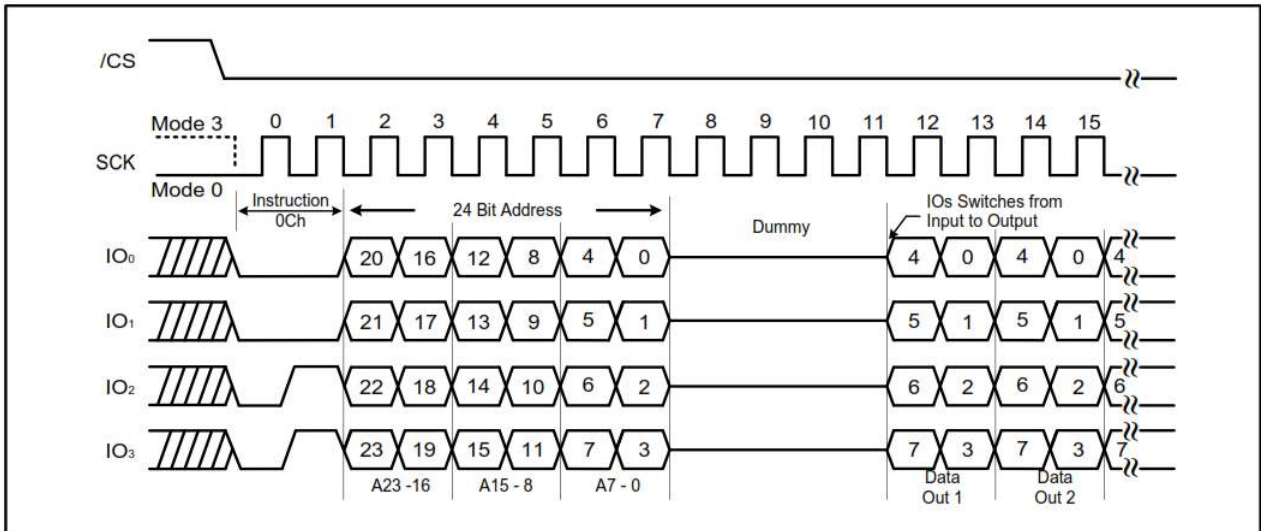 /CS
Mode 3 0 1 2 3 4 5 6 7 8 9 10 11 12 13 14 15
SCK
Mode 0
Instruction
0Ch
24 Bit Address
Dummy
IOs Switches from
Input to Output
IO₀ 20 16 12 8 4 0 4 0 4 0 4
IO₁ 21 17 13 9 5 1 5 1 5 1 5
IO₂ 22 18 14 10 6 2 6 2 6 2 6
IO₃ 23 19 15 11 7 3 7 3 7 3 7
A23 -16 A15 - 8 A7 - 0
Data
Out 1
Data
Out 2